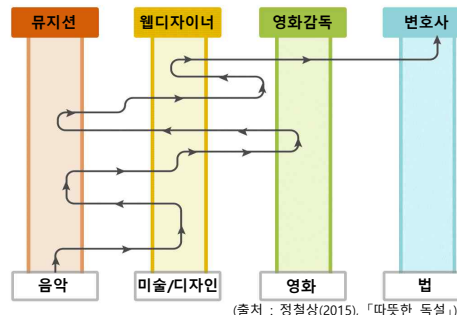 뮤지션 웹디자이너 영화감독 변호사
음악 미술/디자인 영화 법
(출처 : 정철상(2015), 「따뜻한 독설」)